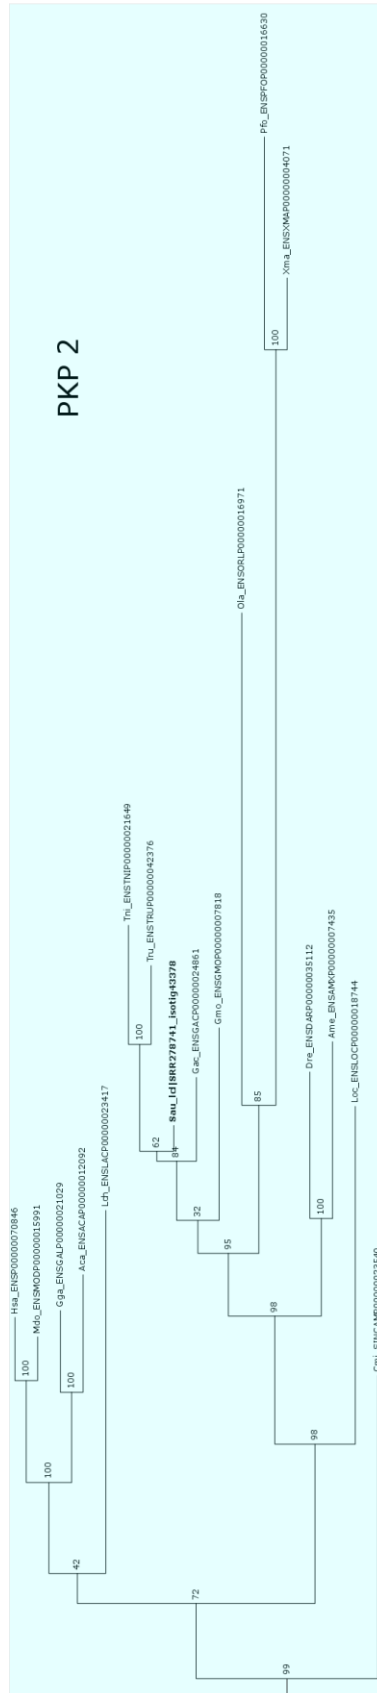 PKP 2
Hsa_ENSP00000070846
Mdo_ENSMODP00000015991
Gga_ENSGALP00000021029
Aca_ENSACAP00000012092
Lch_ENSLACP00000023417
Tni_ENSTNIP00000021649
Tru_ENSTRUP00000042376
Sau_lcl|SRR278741_isotig43378
Gac_ENSGACP00000024861
Gmo_ENSGMOP00000007818
Ola_ENSORLP00000016971
Pfo_ENSPFOP00000016630
Xma_ENSXMAP00000004071
Dre_ENSDARP00000035112
Ame_ENSAMXP00000007435
Loc_ENSLOCP00000018744
100
100
100
42
100
62
84
32
95
85
100
98
100
98
72
99